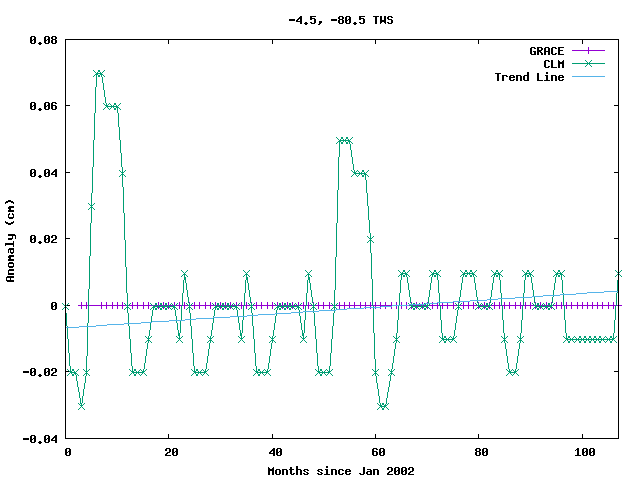 -4.5, -80.5 TWS
GRACE
CLM
Trend Line
0.08
0.06
0.04
0.02
0
-0.02
-0.04
Anomaly (cm)
0 20 40 60 80 100
Months since Jan 2002